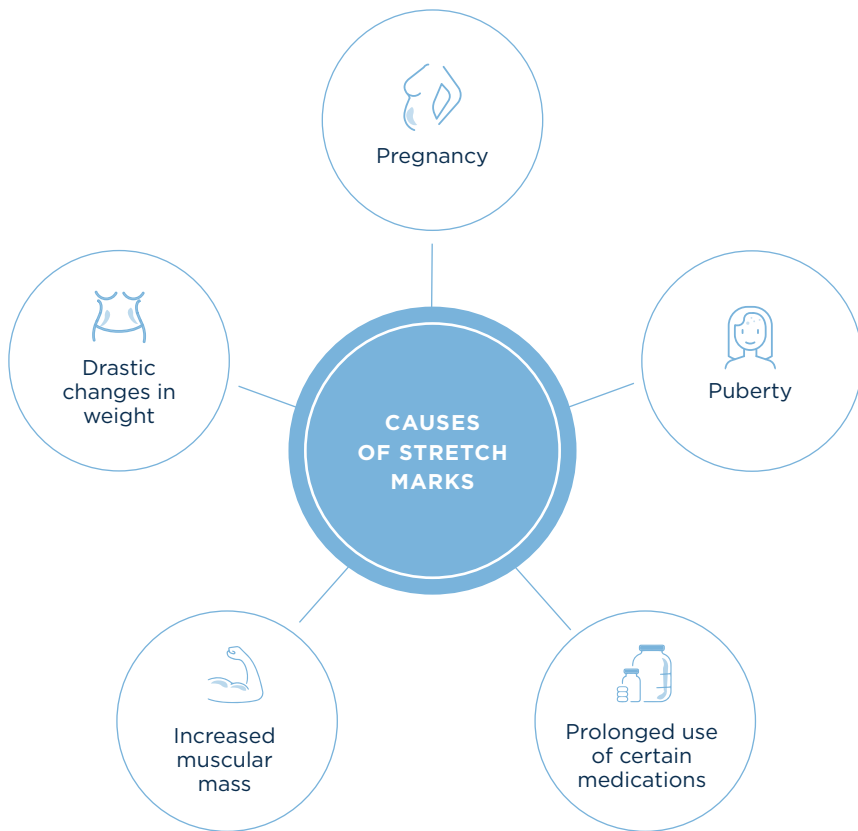 Pregnancy
Drastic
changes in
weight
Puberty
CAUSES
OF STRETCH
MARKS
Increased
muscular
mass
Prolonged use
of certain
medications